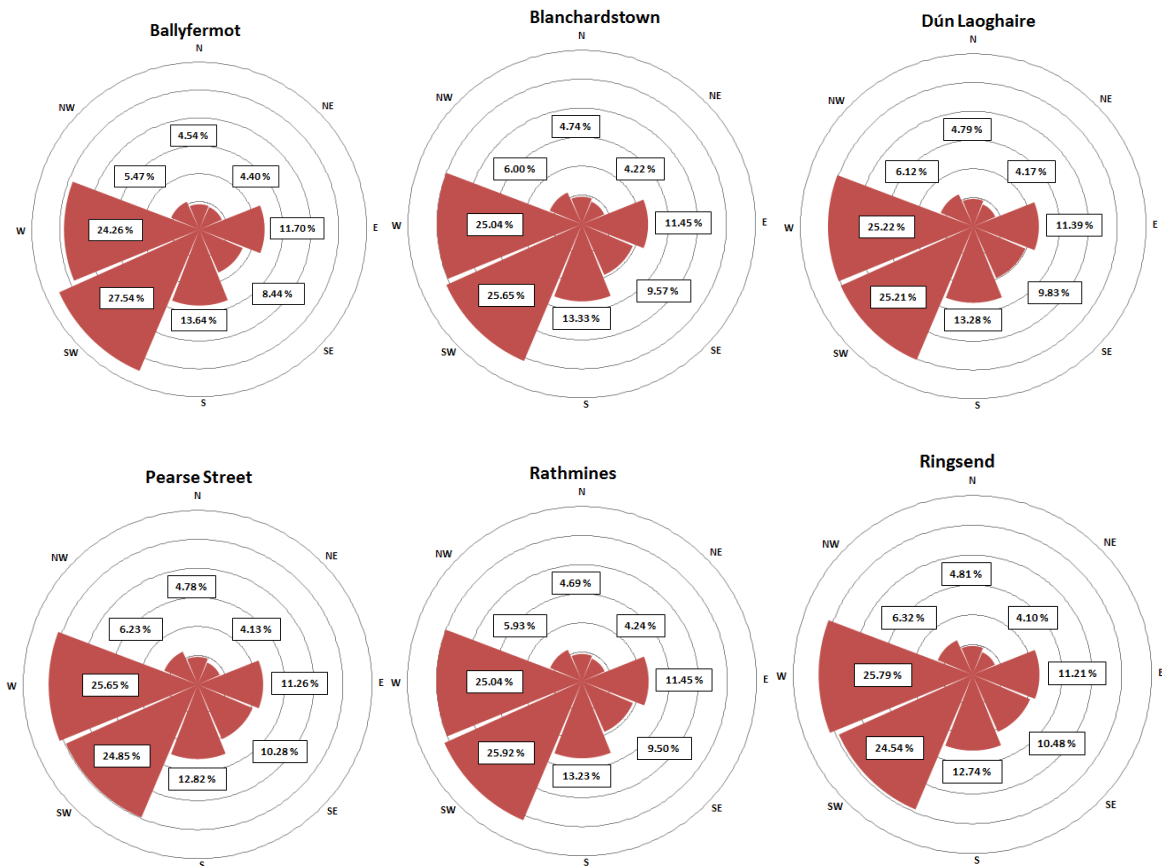 Ballyfermot
N
NW
NE
4.54 %
5.47 %
4.40 %
W
24.26 %
11.70 %
E
27.54 %
8.44 %
13.64 %
SW
SE
S
Blanchardstown
N
NW
NE
4.74 %
6.00 %
4.22 %
W
25.04 %
11.45 %
E
25.65 %
9.57 %
13.33 %
SW
SE
S
Dún Laoghaire
N
NW
NE
4.79 %
6.12 %
4.17 %
W
25.22 %
11.39 %
E
25.21 %
9.83 %
13.28 %
SW
SE
S
Pearse Street
N
NW
NE
4.78 %
6.23 %
4.13 %
W
25.65 %
11.26 %
E
24.85 %
10.28 %
12.82 %
SW
SE
S
Rathmines
N
NW
NE
4.69 %
5.93 %
4.24 %
W
25.04 %
11.45 %
E
25.92 %
9.50 %
13.23 %
SW
SE
S
Ringsend
N
NW
NE
4.81 %
6.32 %
4.10 %
W
25.79 %
11.21 %
E
24.54 %
10.48 %
12.74 %
SW
SE
S